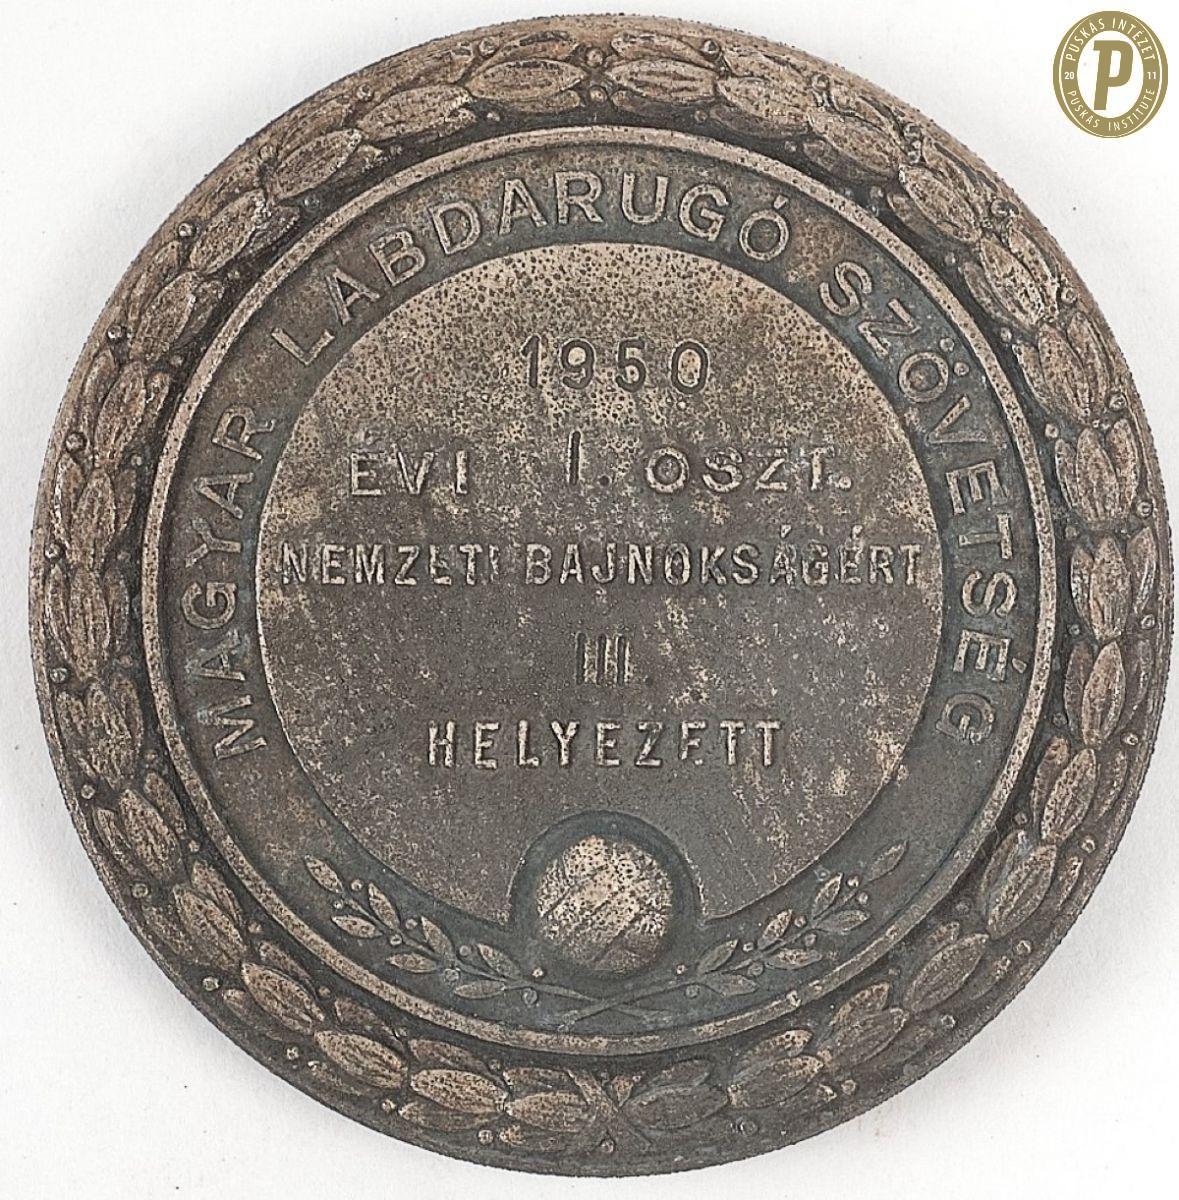 PUSKÁS INTÉZET
20 P 11
PUSKÁS INSTITUTE
MAGYAR LABDARUGÓ SZÖVETSÉG
1950
ÉVI I. OSZT.
NEMZETI BAJNOKSÁGÉRT
III.
HELYEZETT